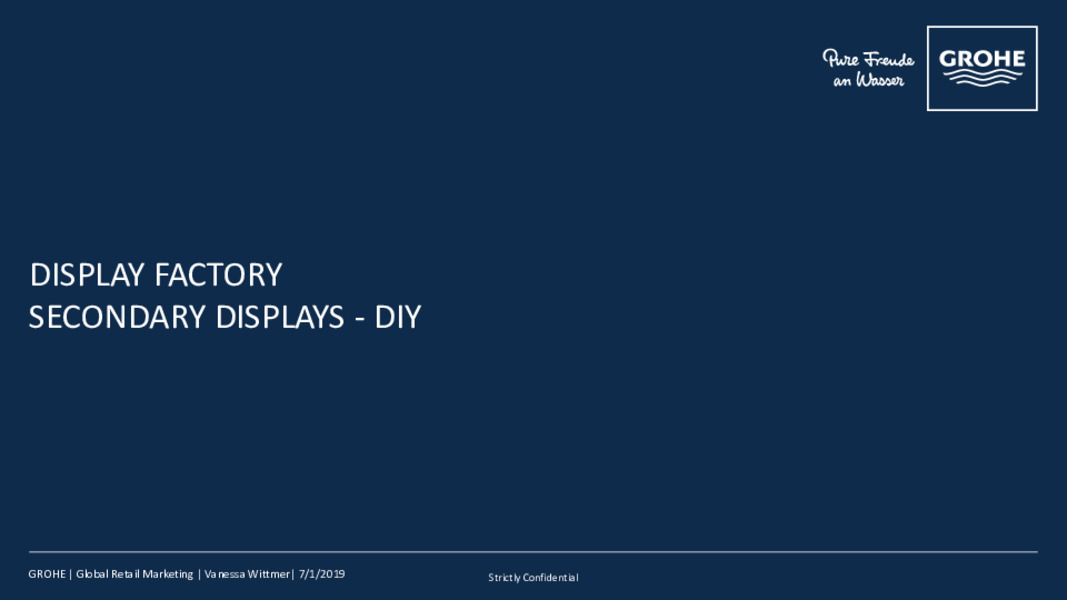 Pure Freude
an Wasser
GROHE
DISPLAY FACTORY
SECONDARY DISPLAYS - DIY
GROHE | Global Retail Marketing | Vanessa Wittmer| 7/1/2019
Strictly Confidential